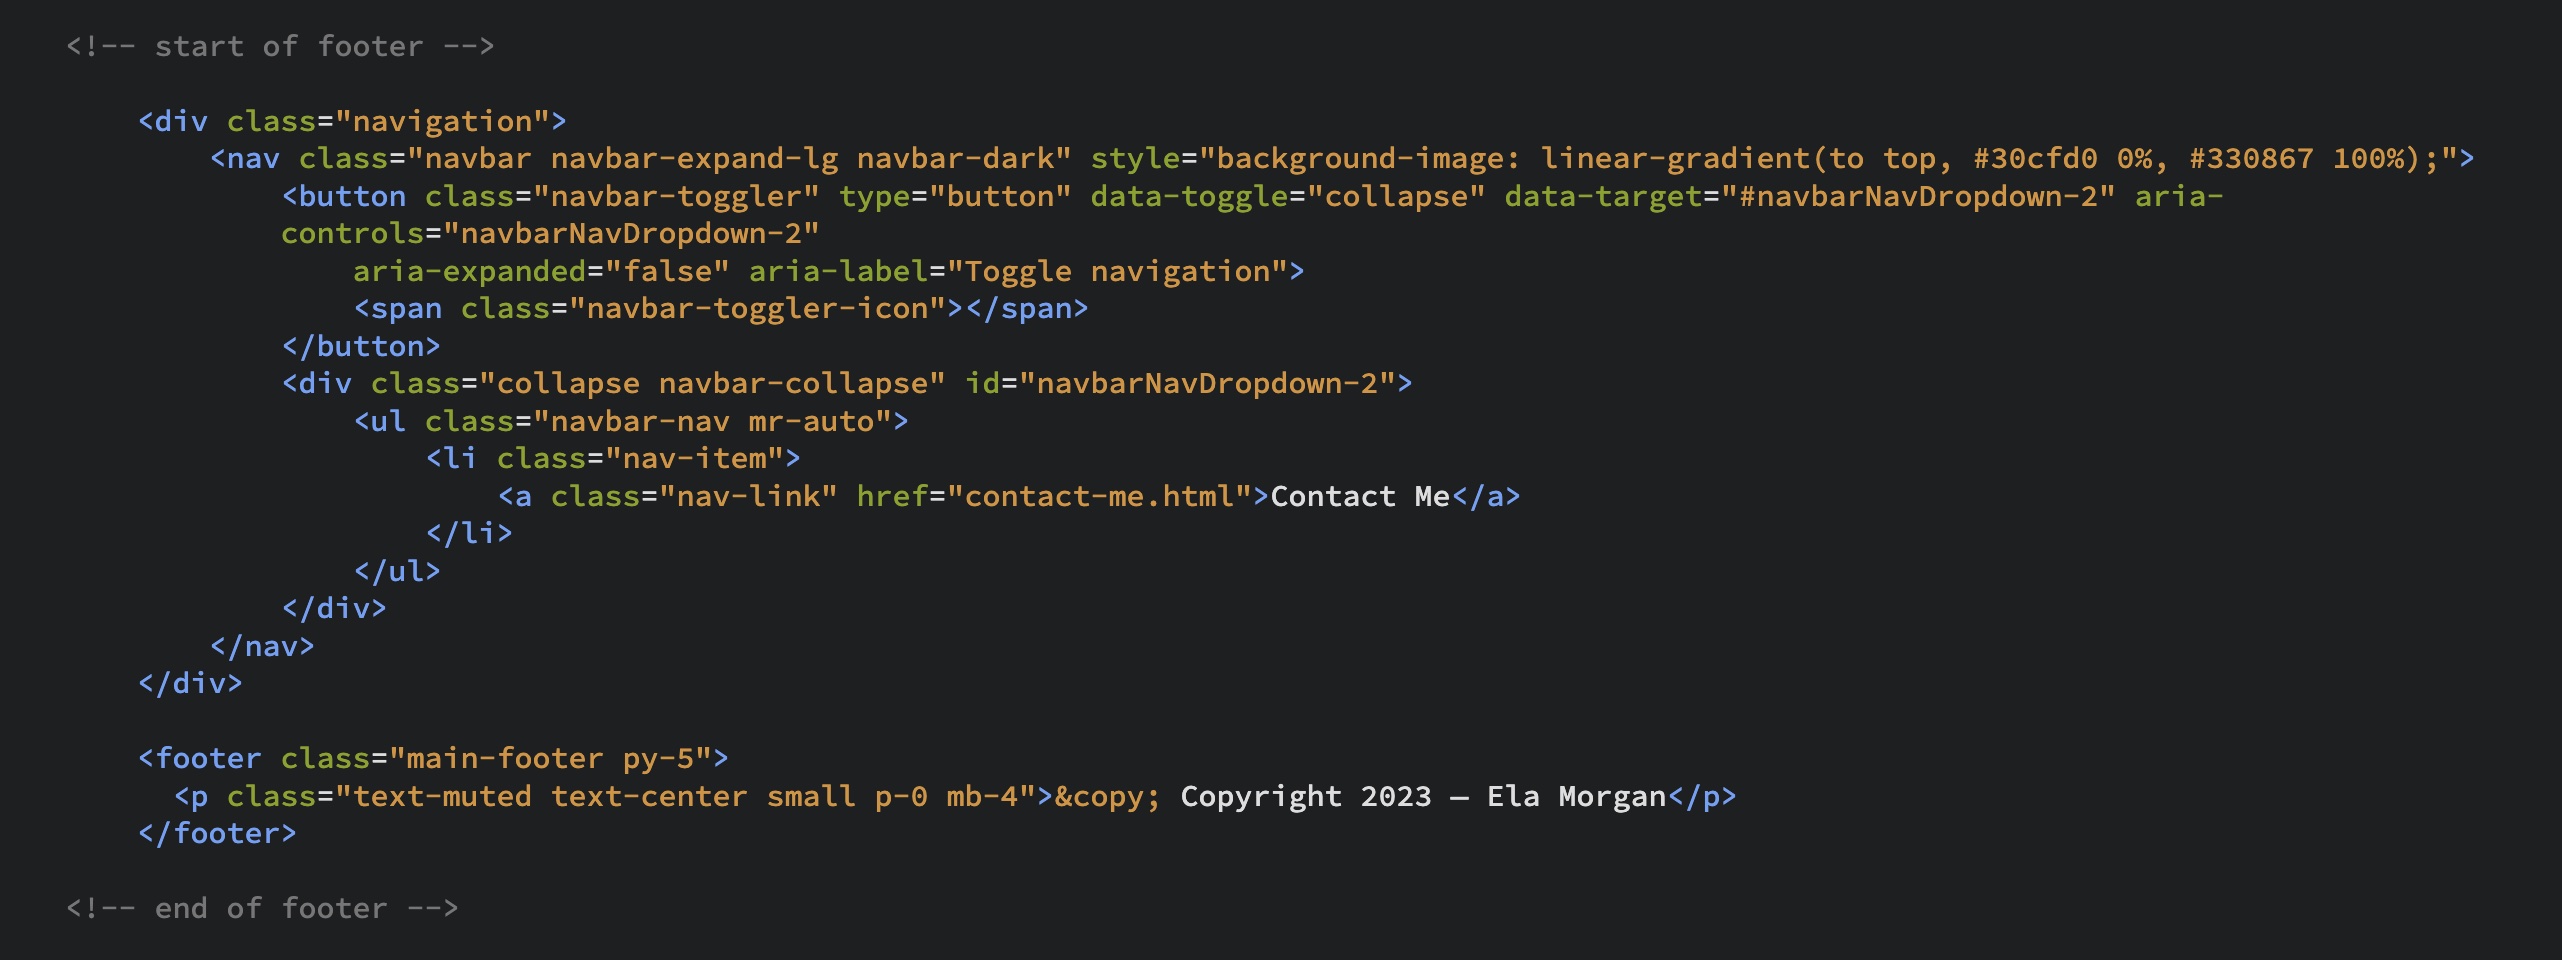 <!-- start of footer -->
<div class="navigation">
<nav class="navbar navbar-expand-lg navbar-dark" style="background-image: linear-gradient(to top, #30cfd0 0%, #330867 100%);">
<button class="navbar-toggler" type="button" data-toggle="collapse" data-target="#navbarNavDropdown-2" aria-
controls="navbarNavDropdown-2"
aria-expanded="false" aria-label="Toggle navigation">
<span class="navbar-toggler-icon"></span>
</button>
<div class="collapse navbar-collapse" id="navbarNavDropdown-2">
<ul class="navbar-nav mr-auto">
<li class="nav-item">
<a class="nav-link" href="contact-me.html">Contact Me</a>
</li>
</ul>
</div>
</nav>
</div>
<footer class="main-footer py-5">
<p class="text-muted text-center small p-0 mb-4">&copy; Copyright 2023 — Ela Morgan</p>
</footer>
<!-- end of footer -->